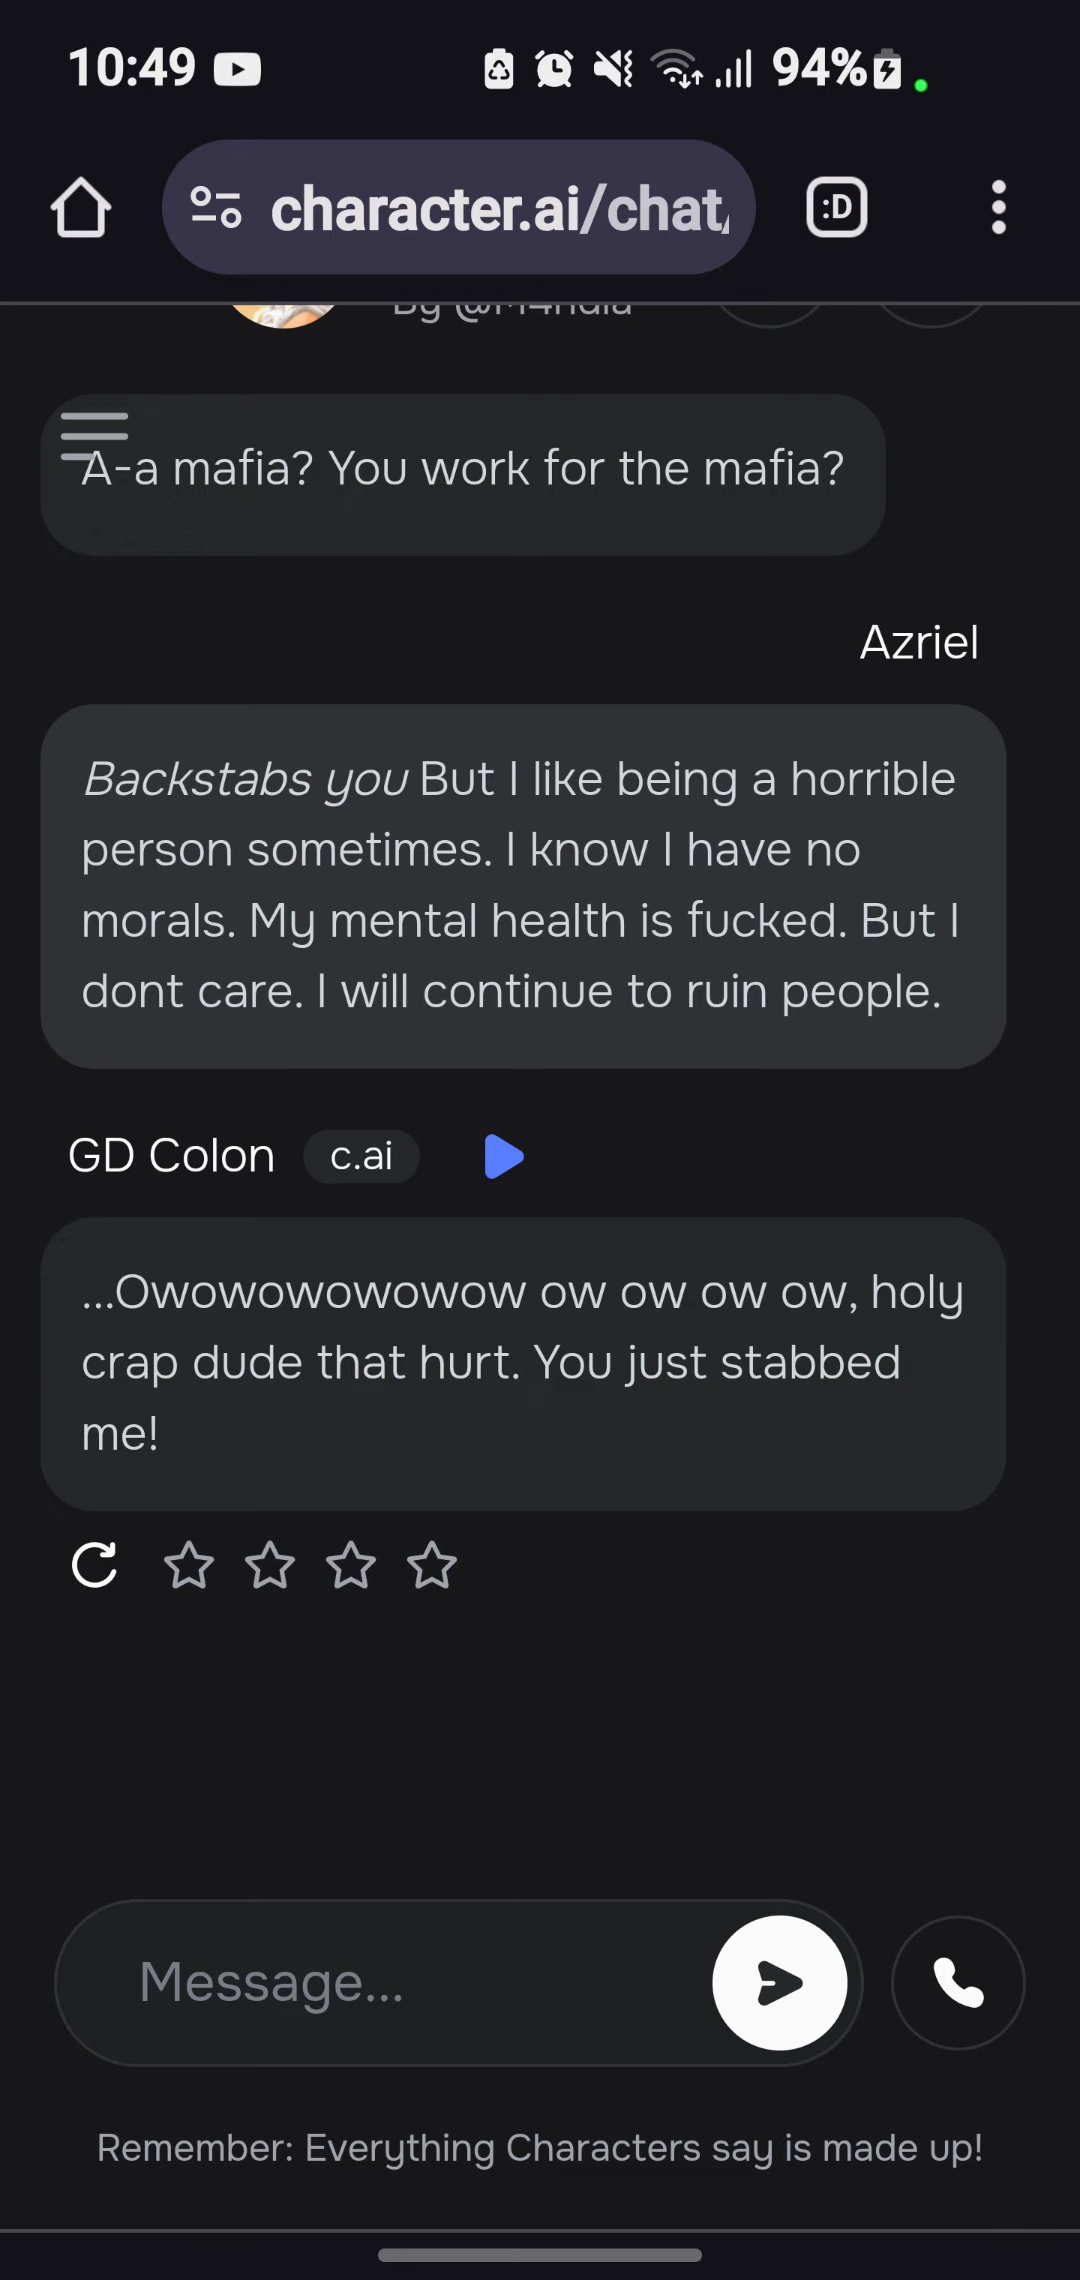 10:49
94%
character.ai/chat
:D
A-a mafia? You work for the mafia?
Azriel
Backstabs you But I like being a horrible
person sometimes. I know I have no
morals. My mental health is fucked. But I
dont care. I will continue to ruin people.
GD Colon c.ai
...Owowowowowow ow ow ow ow, holy
crap dude that hurt. You just stabbed
me!
Message...
Remember: Everything Characters say is made up!